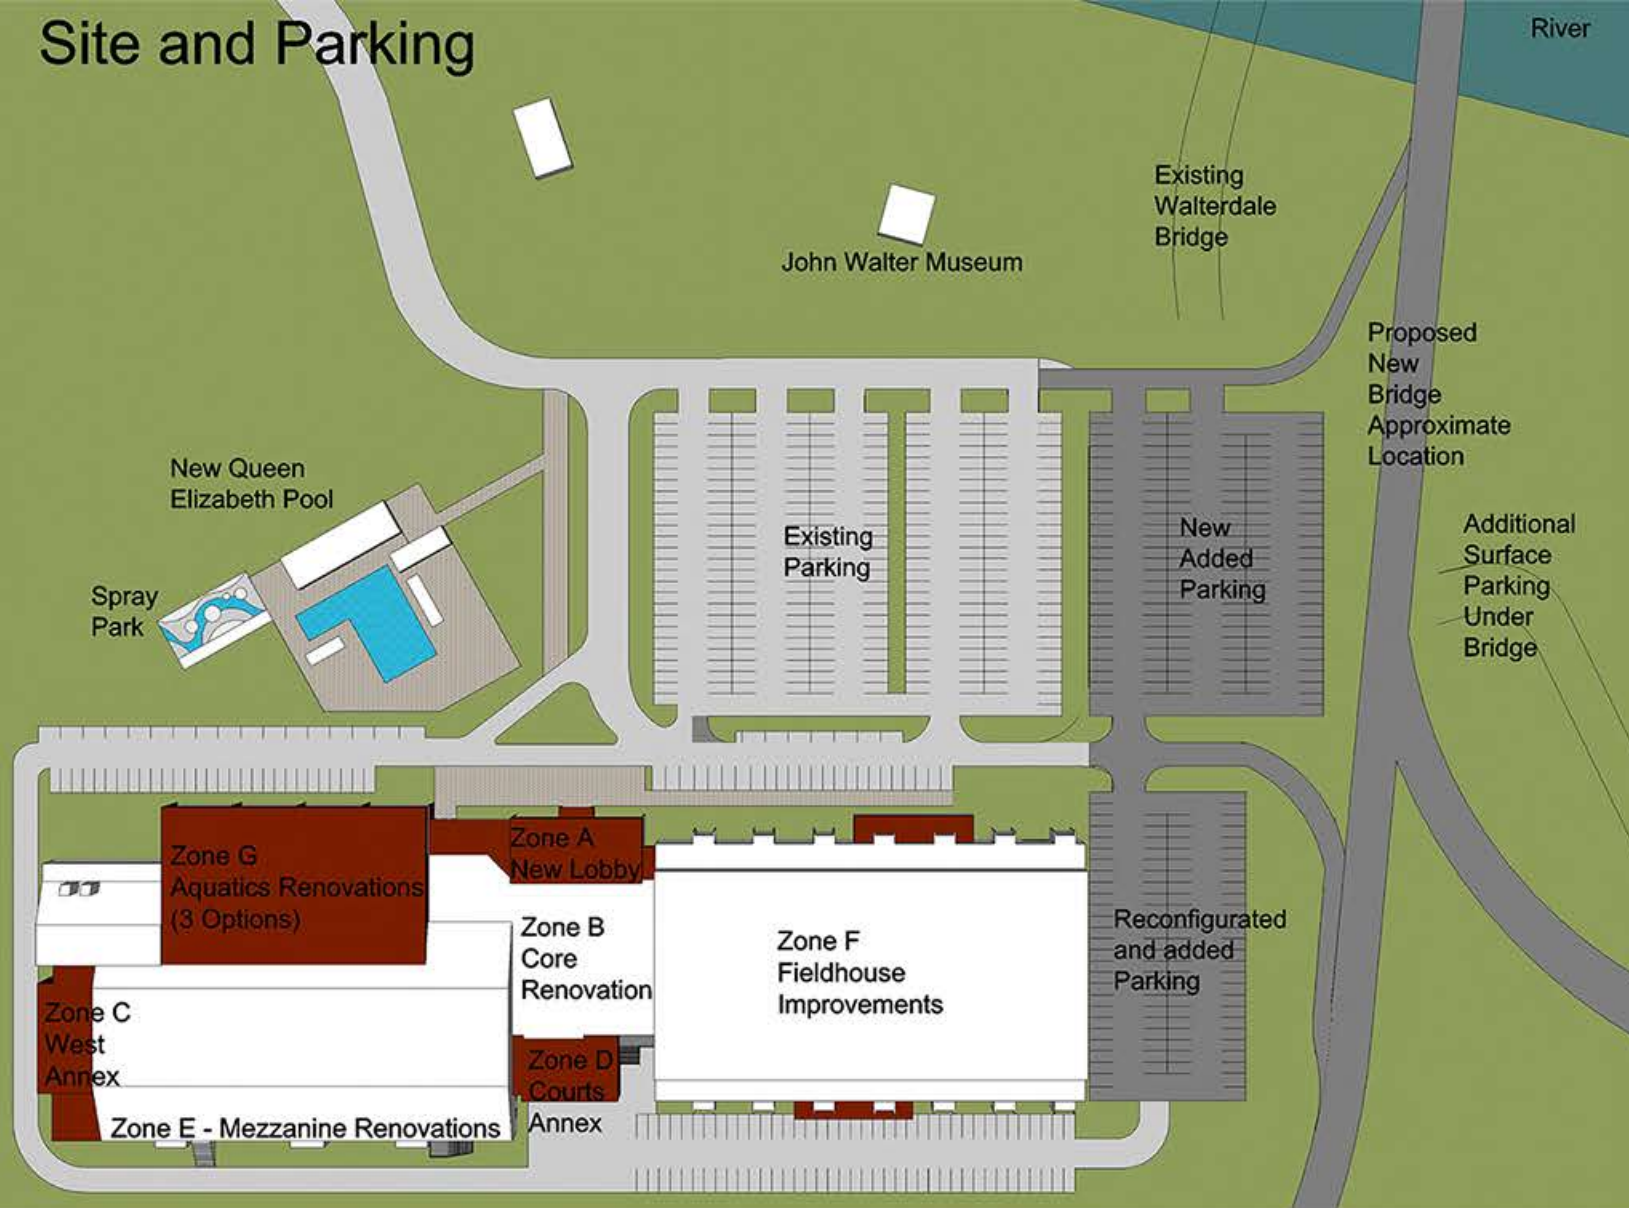 Site and Parking
River
Existing
Walterdale
Bridge
John Walter Museum
Proposed
New
Bridge
Approximate
Location
New Queen
Elizabeth Pool
Existing
Parking
New
Added
Parking
Additional
Surface
Parking
Under
Bridge
Spray
Park
Zone G
Aquatics Renovations
(3 Options)
Zone A
New Lobby
Zone B
Core
Renovation
Zone F
Fieldhouse
Improvements
Reconfigurated
and added
Parking
Zone C
West
Annex
Zone D
Courts
Annex
Zone E - Mezzanine Renovations